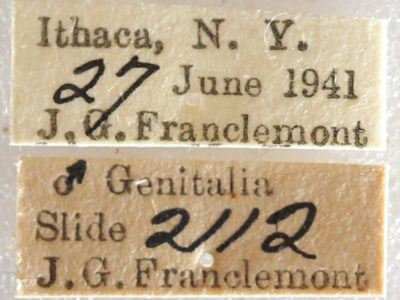 Ithaca, N. Y.
27 June 1941
J.G.Franclemont
♂ Genitalia
Slide 2112
J.G.Franclemont